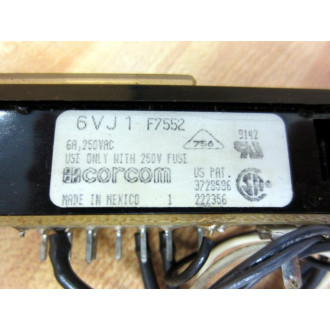 6VJ1 F7552
6A, 250VAC
USE ONLY WITH 250V FUSE
corcom
MADE IN MEXICO 1
9142
US PAT.
3728596
222356